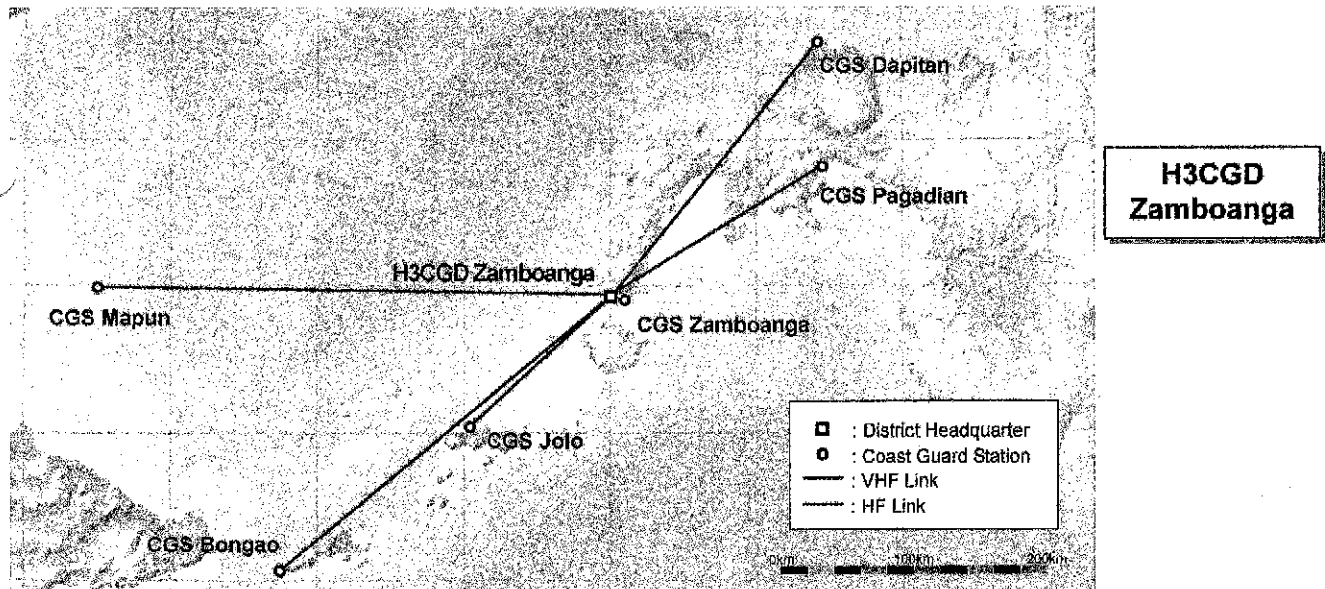 CGS Dapitan
H3CGD
Zamboanga
CGS Pagadian
H3CGD Zamboanga
CGS Mapun
CGS Zamboanga
CGS Jolo
: District Headquarter
: Coast Guard Station
: VHF Link
: HF Link
CGS Bongao
0km 100km 200km